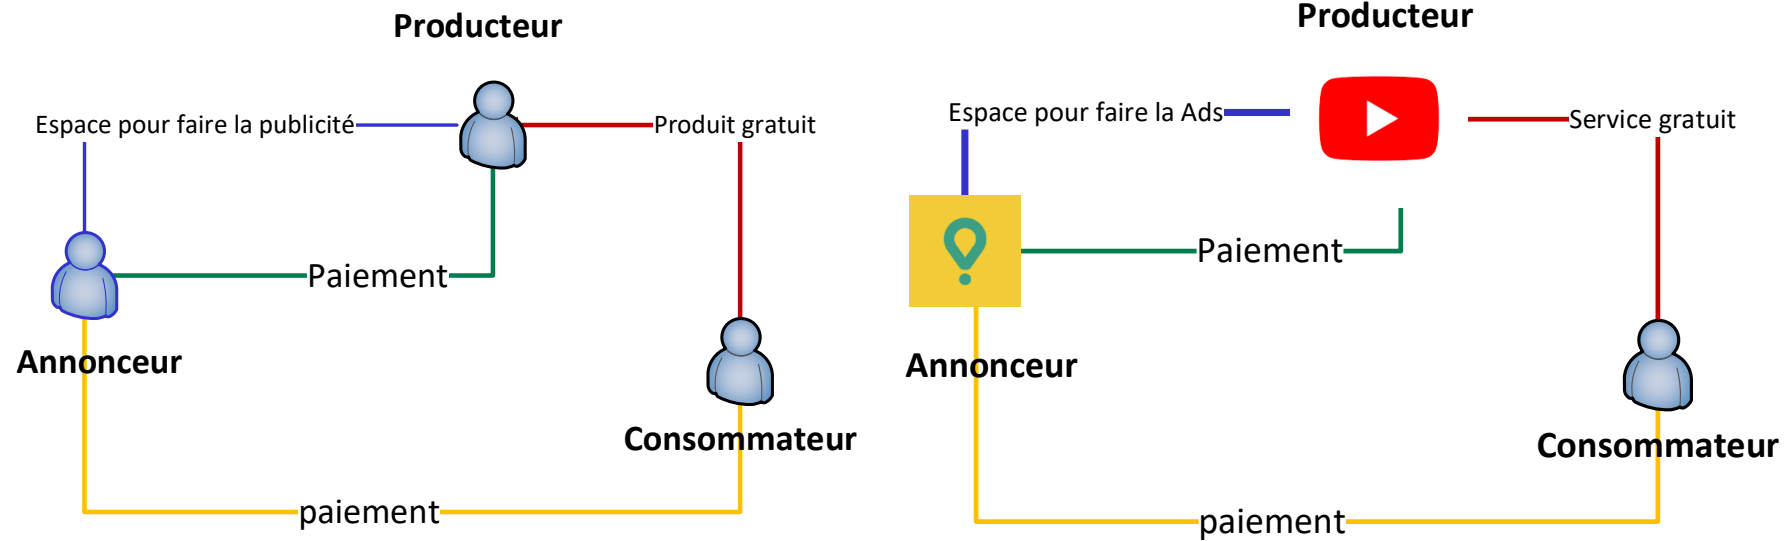 Producteur
Espace pour faire la publicité
Produit gratuit
Paiement
Annonceur
Consommateur
paiement
Producteur
Espace pour faire la Ads
Service gratuit
Paiement
Annonceur
Consommateur
paiement